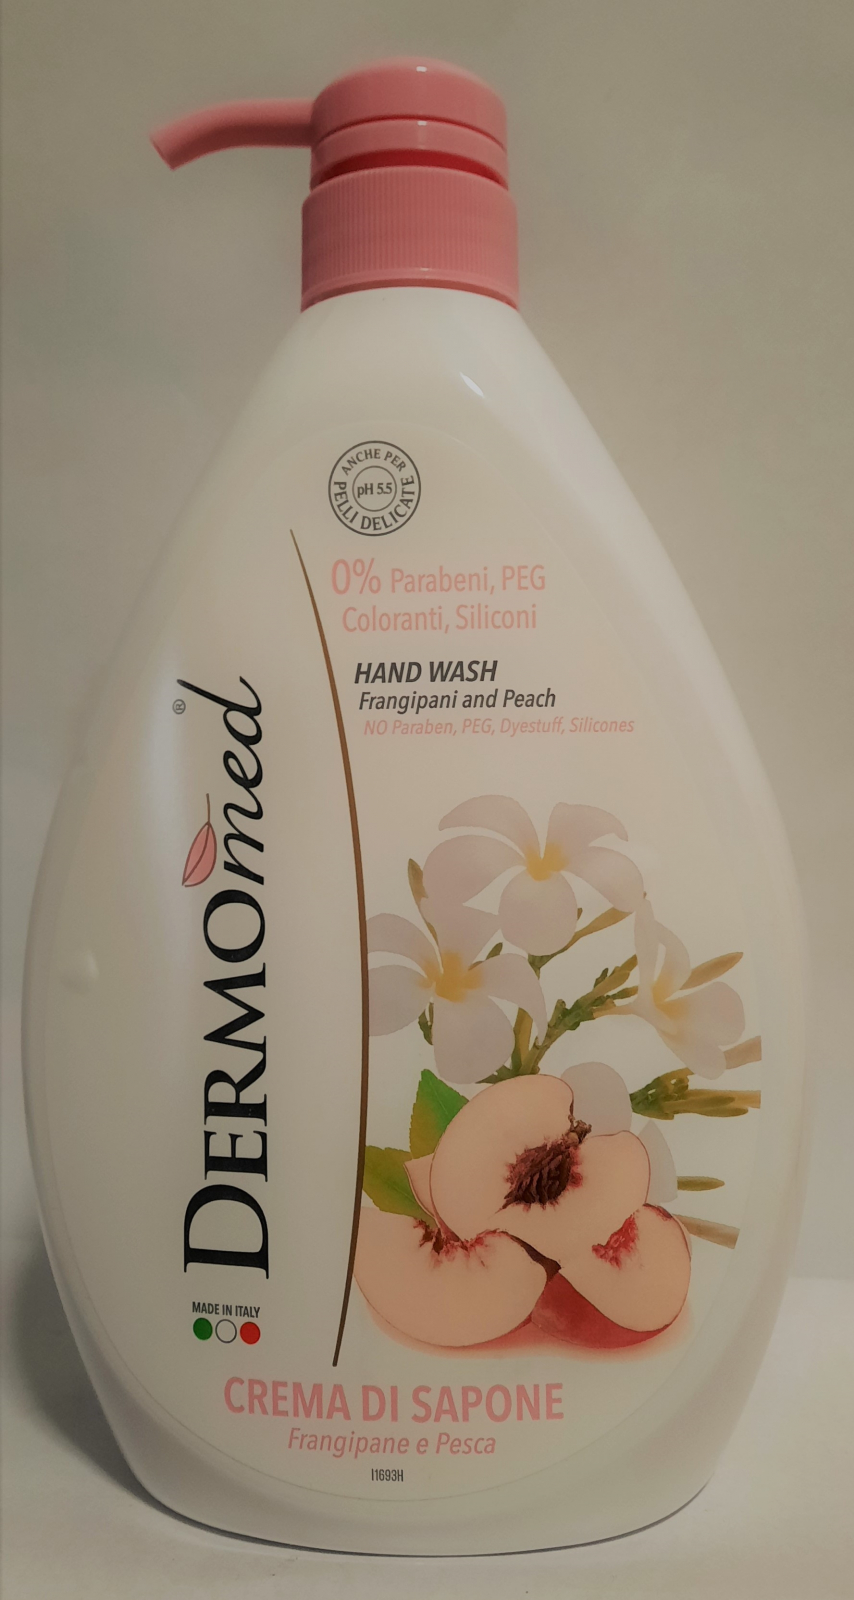 ANCHE PER
pH 5.5
PELLI DELICATE
0% Parabeni, PEG
Coloranti, Siliconi
HAND WASH
Frangipani and Peach
NO Paraben, PEG, Dyestuff, Silicones
DERMOmed®
MADE IN ITALY
CREMA DI SAPONE
Frangipane e Pesca
I1693H